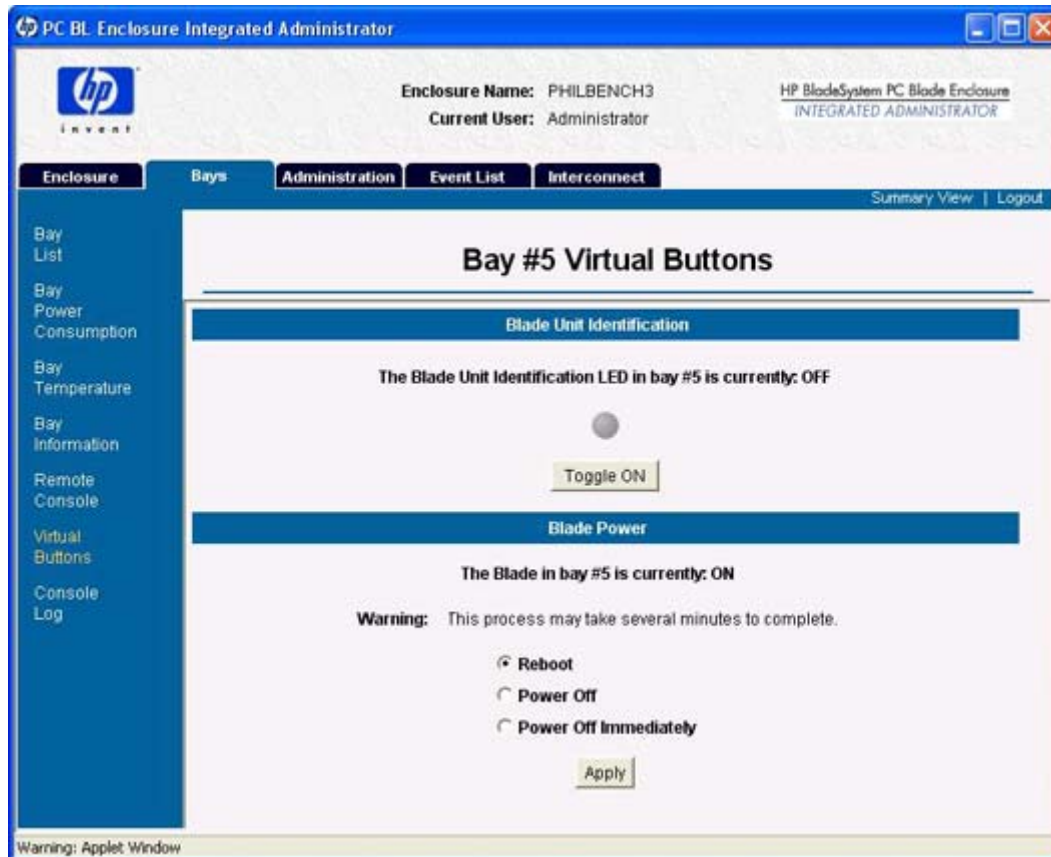 PC BL Enclosure Integrated Administrator
hp
invent
Enclosure Name: PHILBENCH3
Current User: Administrator
HP BladeSystem PC Blade Enclosure
INTEGRATED ADMINISTRATOR
Enclosure Bays Administration Event List Interconnect
Summary View | Logout
Bay
List
Bay
Power
Consumption
Bay
Temperature
Bay
Information
Remote
Console
Virtual
Buttons
Console
Log
Bay #5 Virtual Buttons
Blade Unit Identification
The Blade Unit Identification LED in bay #5 is currently: OFF
Toggle ON
Blade Power
The Blade in bay #5 is currently: ON
Warning: This process may take several minutes to complete.
Reboot
Power Off
Power Off Immediately
Apply
Warning: Applet Window